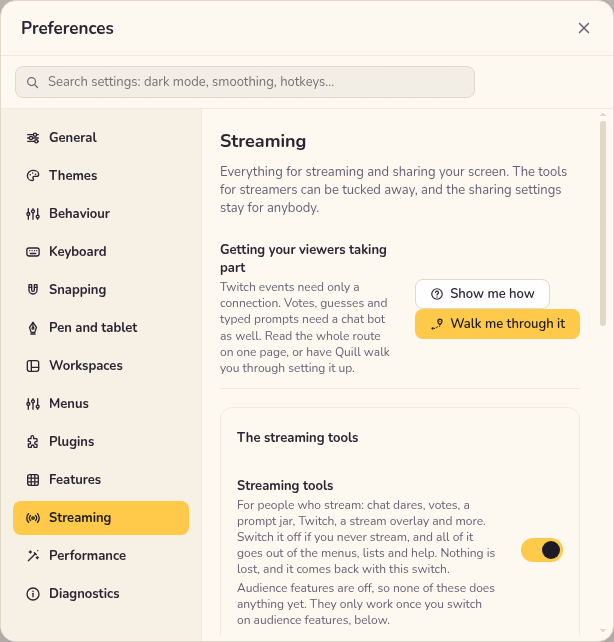 Preferences
Search settings: dark mode, smoothing, hotkeys...
General
Themes
Behaviour
Keyboard
Snapping
Pen and tablet
Workspaces
Menus
Plugins
Features
Streaming
Performance
Diagnostics
Streaming
Everything for streaming and sharing your screen. The tools
for streamers can be tucked away, and the sharing settings
stay for anybody.
Getting your viewers taking
part
Twitch events need only a
connection. Votes, guesses and
typed prompts need a chat bot
as well. Read the whole route
on one page, or have Quill walk
you through setting it up.
Show me how
Walk me through it
The streaming tools
Streaming tools
For people who stream: chat dares, votes, a
prompt jar, Twitch, a stream overlay and more.
Switch it off if you never stream, and all of it
goes out of the menus, lists and help. Nothing is
lost, and it comes back with this switch.
Audience features are off, so none of these does
anything yet. They only work once you switch
on audience features, below.